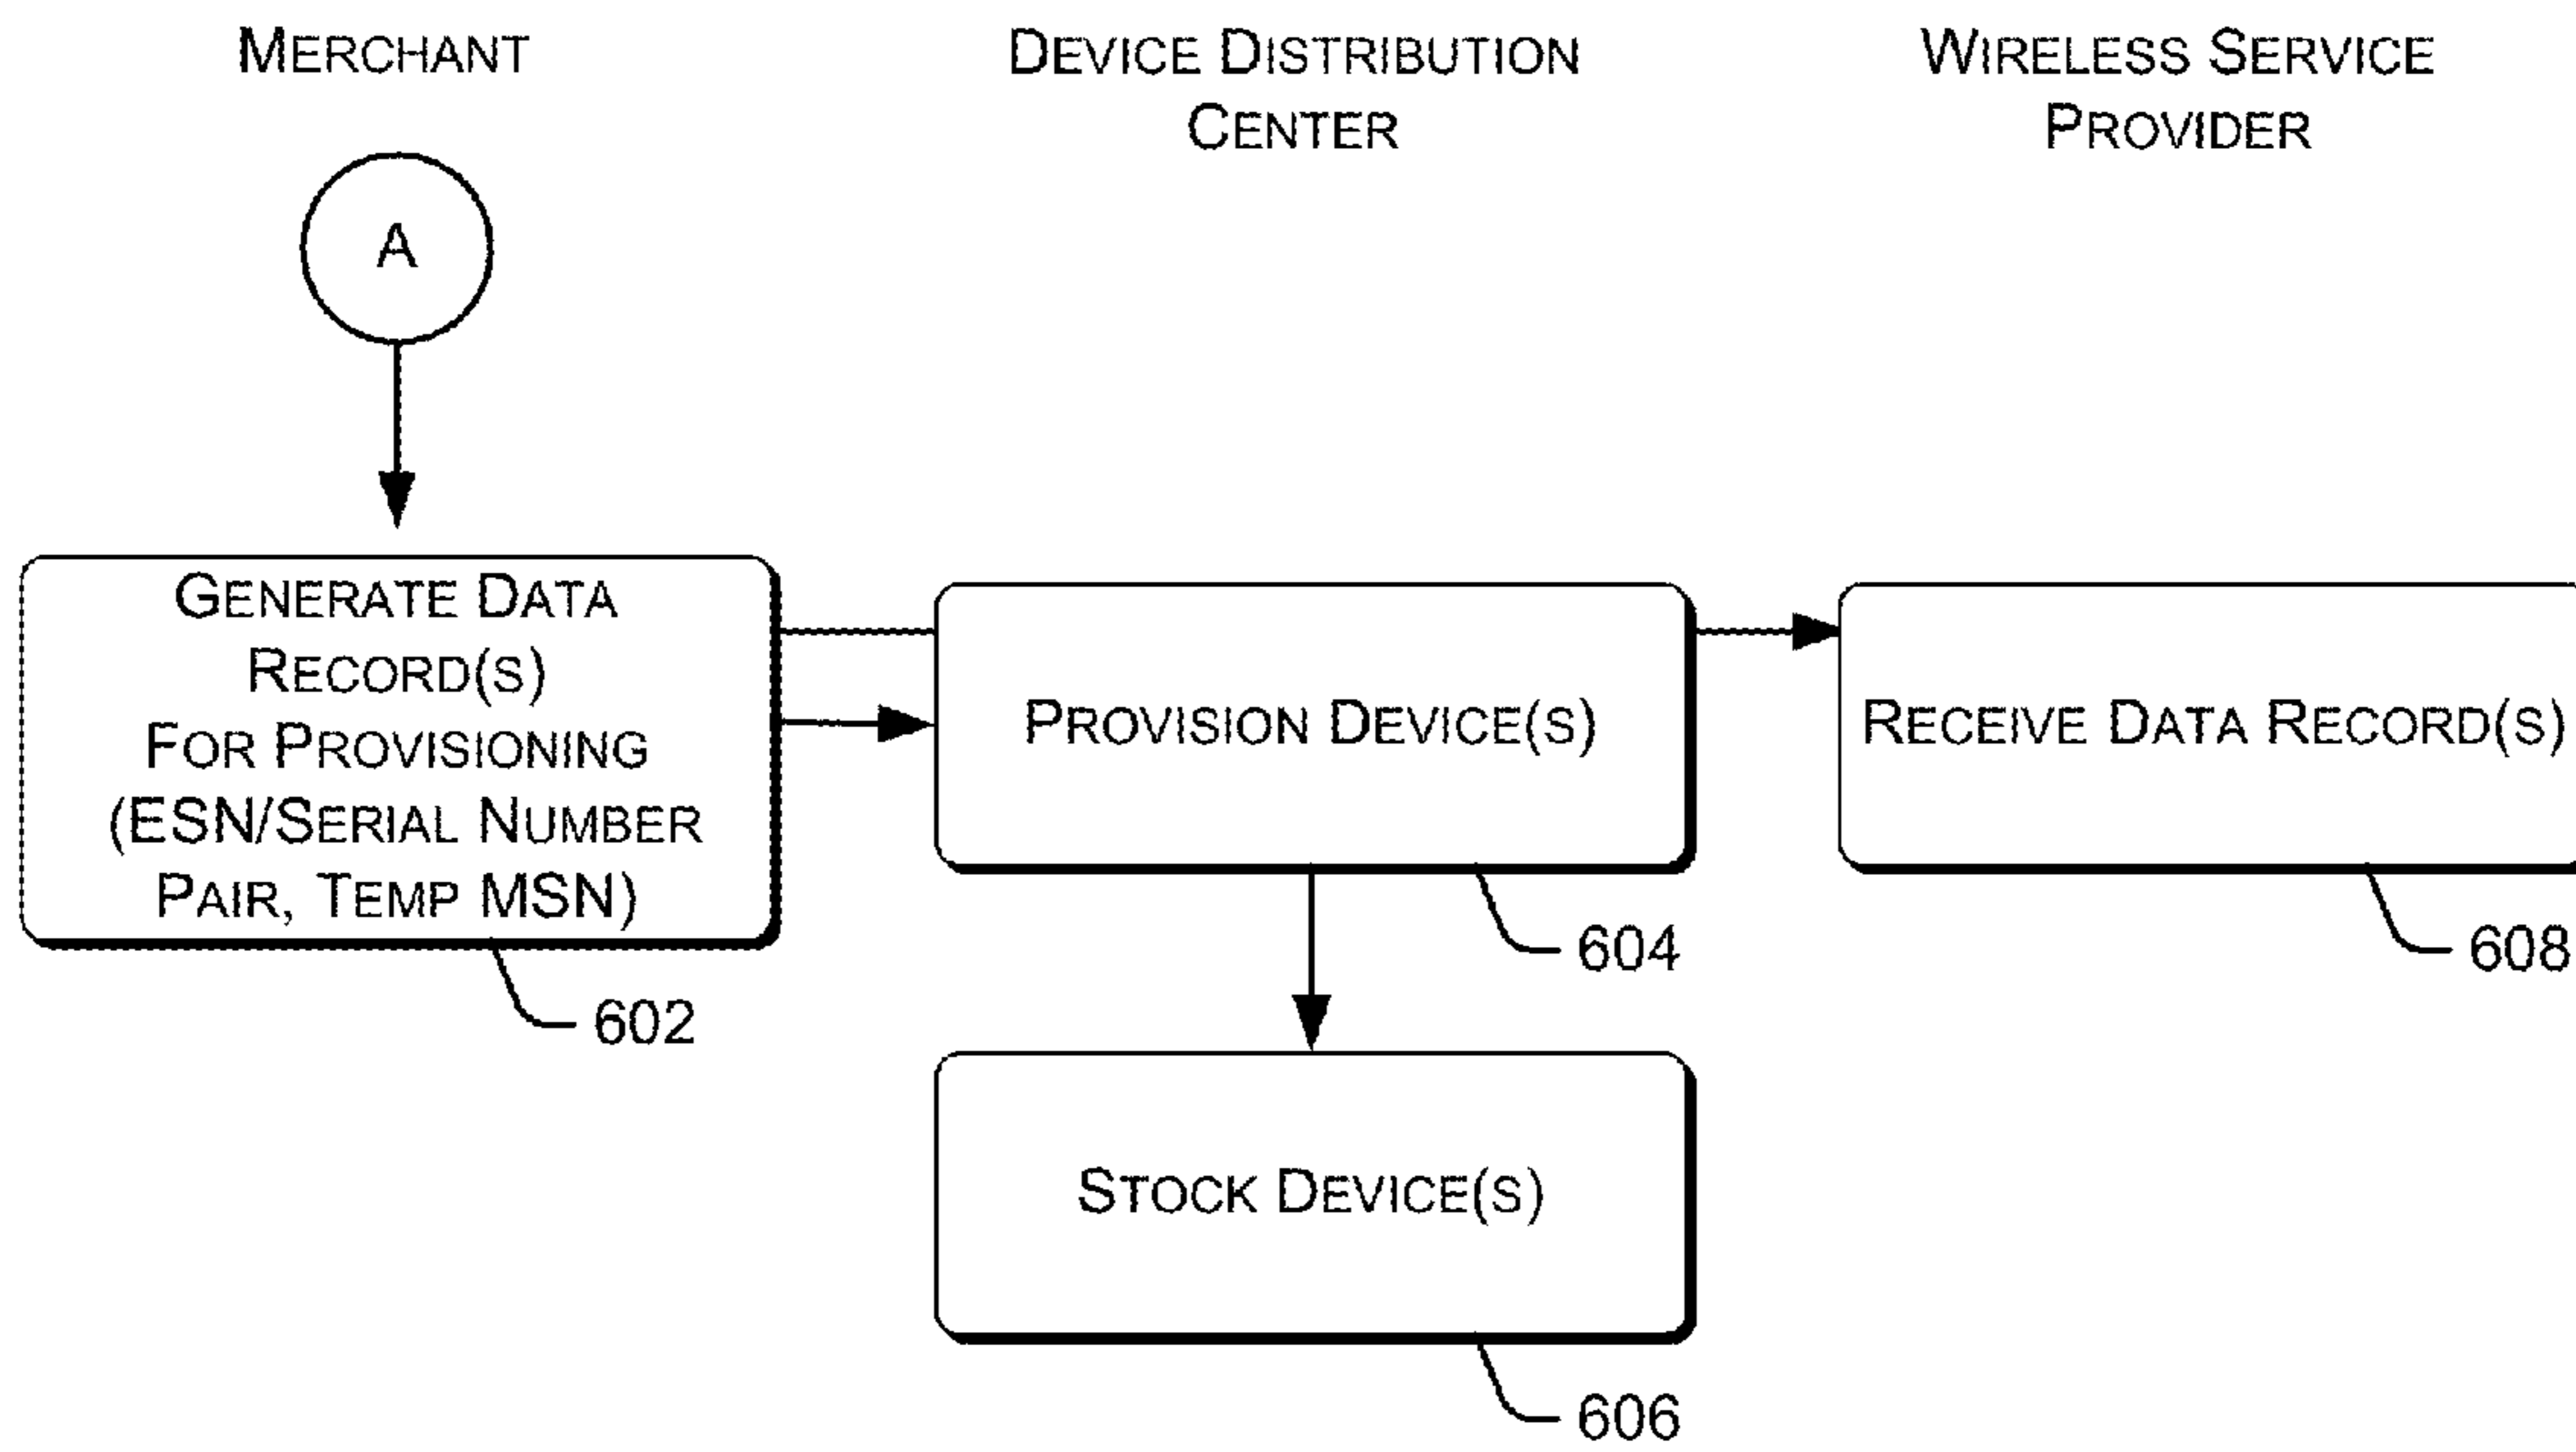 MERCHANT
DEVICE DISTRIBUTION
CENTER
WIRELESS SERVICE
PROVIDER
A
GENERATE DATA
RECORD(S)
FOR PROVISIONING
(ESN/SERIAL NUMBER
PAIR, TEMP MSN)
602
PROVISION DEVICE(S)
604
RECEIVE DATA RECORD(S)
608
STOCK DEVICE(S)
606